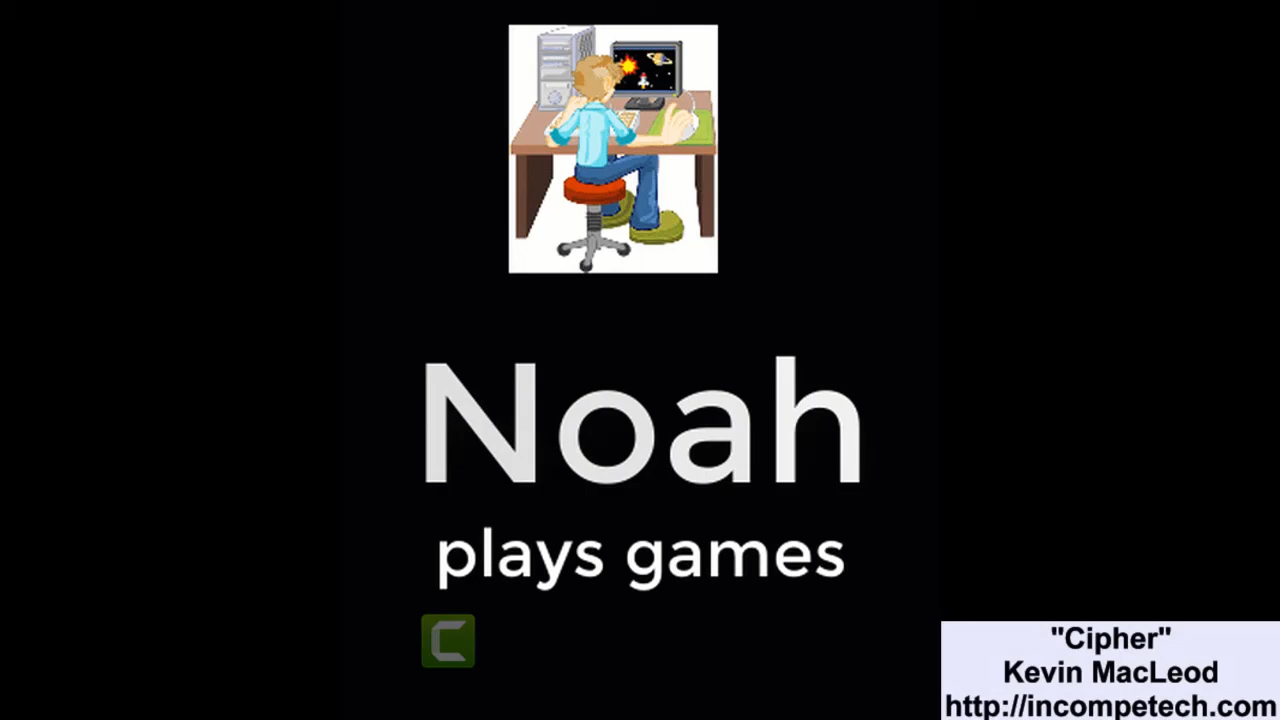 Noah
plays games
"Cipher"
Kevin MacLeod
http://incompetech.com